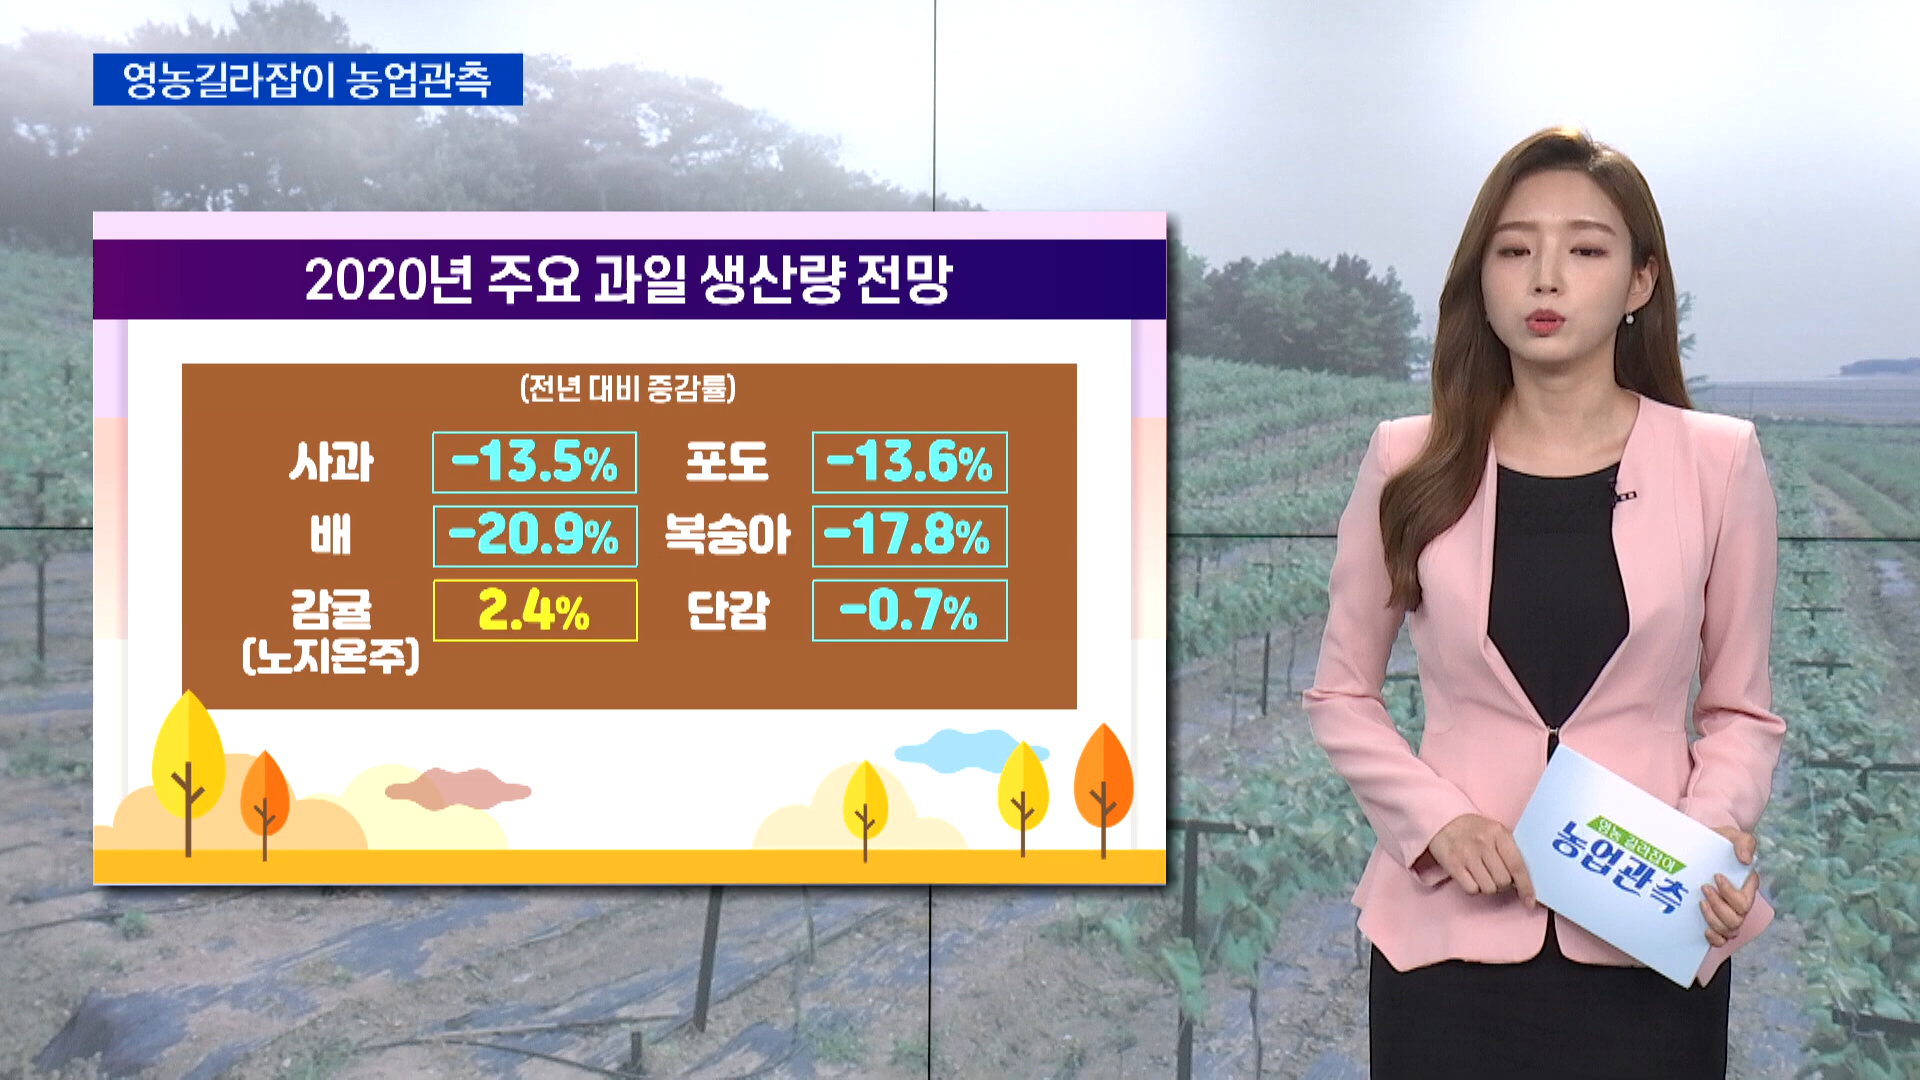 영농길라잡이 농업관측
2020년 주요 과일 생산량 전망
(전년 대비 증감률)
사과 -13.5% 포도 -13.6%
배 -20.9% 복숭아 -17.8%
감귤 2.4% 단감 -0.7%
(노지온주)
영농 길라잡이
농업관측